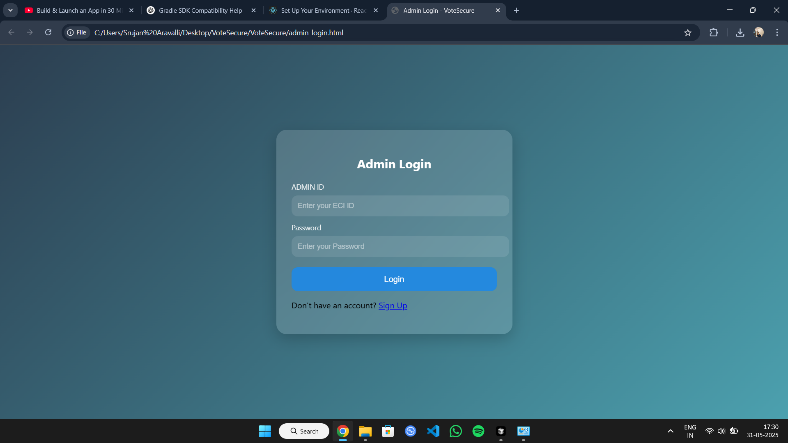 Build & Launch an App in 30 M
Gradle SDK Compatibility Help
Set Up Your Environment · Reac
Admin Login - VoteSecure
File
C:/Users/Srujan%20Aravalli/Desktop/VoteSecure/VoteSecure/admin_login.html
Admin Login
ADMIN ID
Enter your ECI ID
Password
Enter your Password
Login
Don't have an account? Sign Up
Search
ENG
IN
17:30
31-05-2025